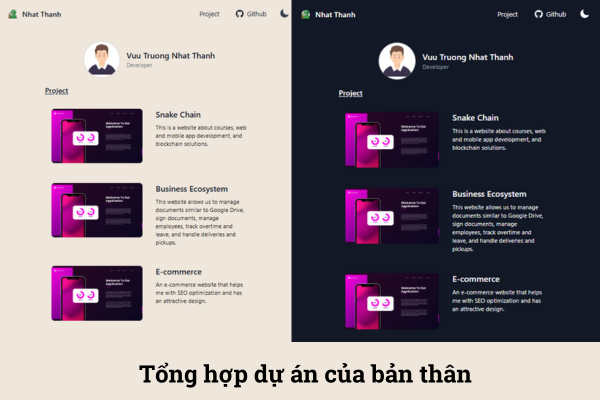 Nhat Thanh
Project
Github
Vuu Truong Nhat Thanh
Developer
Project
Snake Chain
This is a website about courses, web
and mobile app development, and
blockchain solutions.
Business Ecosystem
This website allows us to manage
documents similar to Google Drive,
sign documents, manage
employees, track overtime and
leave, and handle deliveries and
pickups.
E-commerce
An e-commerce website that helps
me with SEO optimization and has
an attractive design.
Welcome To Our
Application
Welcome To Our
Application
Welcome To Our
Application
Nhat Thanh
Project
Github
Vuu Truong Nhat Thanh
Developer
Project
Snake Chain
This is a website about courses, web
and mobile app development, and
blockchain solutions.
Business Ecosystem
This website allows us to manage
documents similar to Google Drive,
sign documents, manage
employees, track overtime and
leave, and handle deliveries and
pickups.
E-commerce
An e-commerce website that helps
me with SEO optimization and has
an attractive design.
Welcome To Our
Application
Welcome To Our
Application
Welcome To Our
Application
Tổng hợp dự án của bản thân